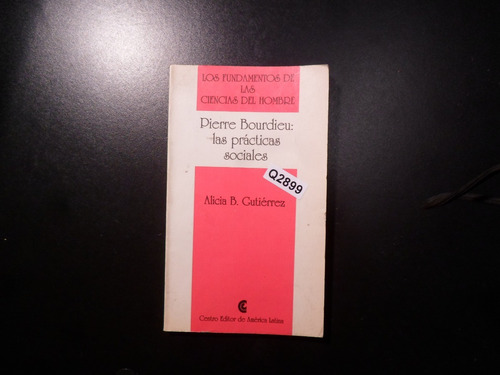 LOS FUNDAMENTOS DE
LAS
CIENCIAS DEL HOMBRE
Pierre Bourdieu:
las prácticas
sociales
Q2899
Alicia B. Gutiérrez
Centro Editor de América Latina